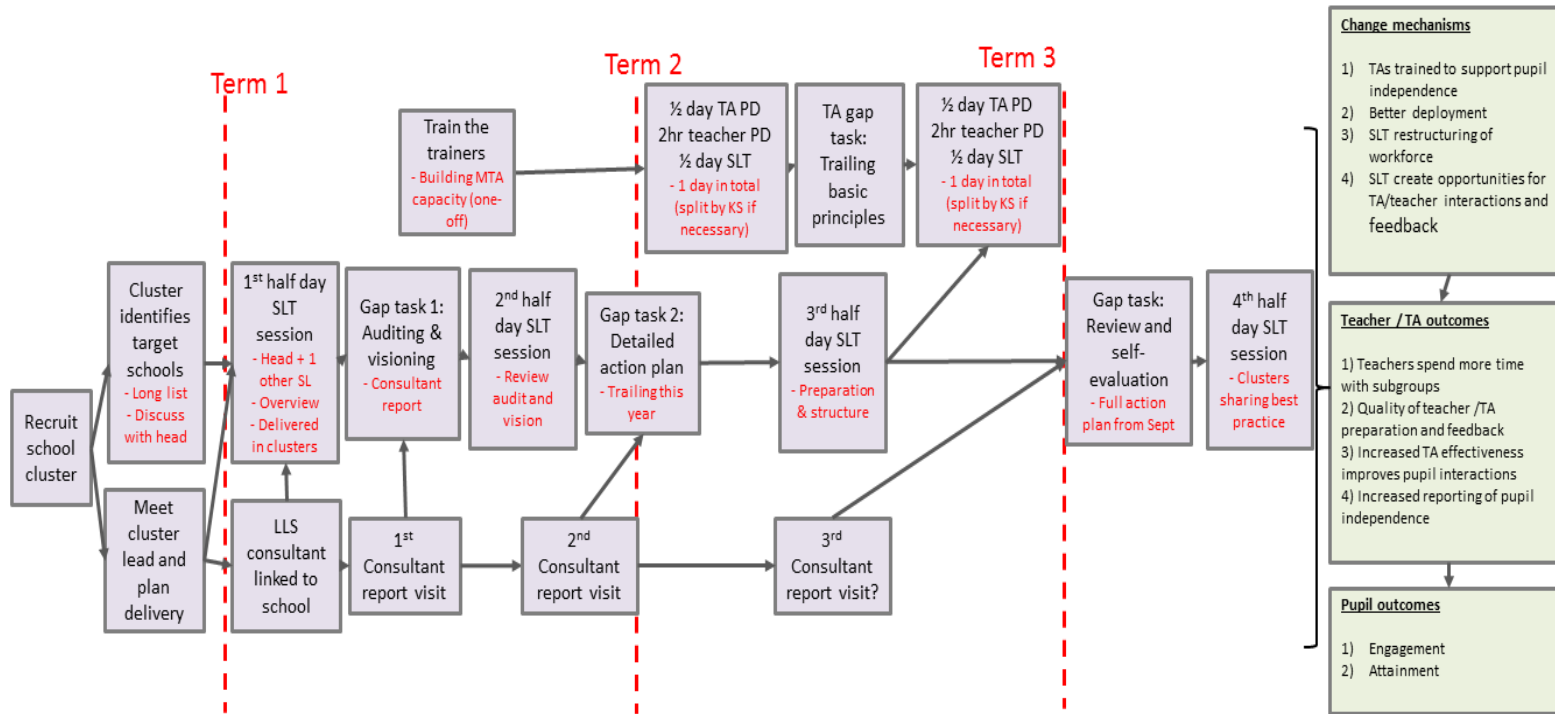 Term 1
Term 2
Term 3
Train the
trainers
- Building MTA
capacity (one-
off)
½ day TA PD
2hr teacher PD
½ day SLT
- 1 day in total
(split by KS if
necessary)
TA gap
task:
Trailing
basic
principles
½ day TA PD
2hr teacher PD
½ day SLT
- 1 day in total
(split by KS if
necessary)
Recruit
school
cluster
Cluster
identifies
target
schools
- Long list
- Discuss
with head
Meet
cluster
lead and
plan
delivery
1st half day
SLT
session
- Head + 1
other SL
- Overview
- Delivered
in clusters
Gap task 1:
Auditing &
visioning
- Consultant
report
2nd half
day SLT
session
- Review
audit and
vision
Gap task 2:
Detailed
action plan
- Trailing this
year
3rd half
day SLT
session
- Preparation
& structure
Gap task:
Review and
self-
evaluation
- Full action
plan from Sept
4th half
day SLT
session
- Clusters
sharing best
practice
LLS
consultant
linked to
school
1st
Consultant
report visit
2nd
Consultant
report visit
3rd
Consultant
report visit?
Change mechanisms
1) TAs trained to support pupil
independence
2) Better deployment
3) SLT restructuring of
workforce
4) SLT create opportunities for
TA/teacher interactions and
feedback
Teacher / TA outcomes
1) Teachers spend more time
with subgroups
2) Quality of teacher /TA
preparation and feedback
3) Increased TA effectiveness
improves pupil interactions
4) Increased reporting of pupil
independence
Pupil outcomes
1) Engagement
2) Attainment